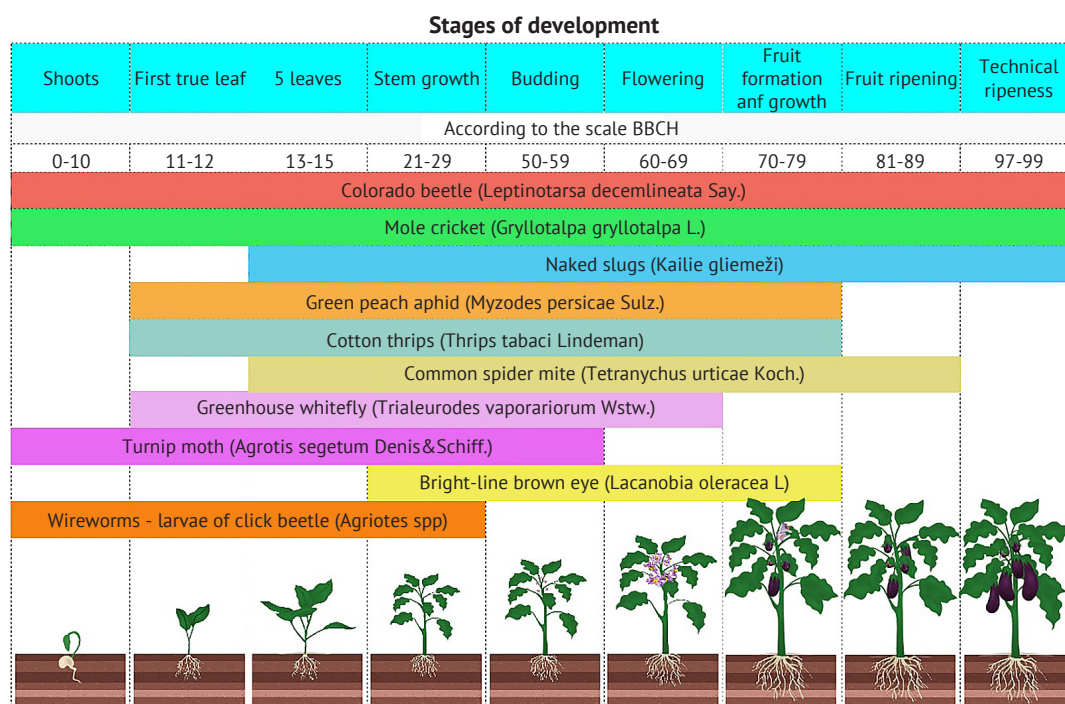 Stages of development
Shoots
First true leaf
5 leaves
Stem growth
Budding
Flowering
Fruit
formation
anf growth
Fruit ripening
Technical
ripeness
According to the scale BBCH
0-10
11-12
13-15
21-29
50-59
60-69
70-79
81-89
97-99
Colorado beetle (Leptinotarsa decemlineata Say.)
Mole cricket (Gryllotalpa gryllotalpa L.)
Naked slugs (Kailie gliemeži)
Green peach aphid (Myzodes persicae Sulz.)
Cotton thrips (Thrips tabaci Lindeman)
Common spider mite (Tetranychus urticae Koch.)
Greenhouse whitefly (Trialeurodes vaporariorum Wstw.)
Turnip moth (Agrotis segetum Denis&Schiff.)
Bright-line brown eye (Lacanobia oleracea L)
Wireworms - larvae of click beetle (Agriotes spp)